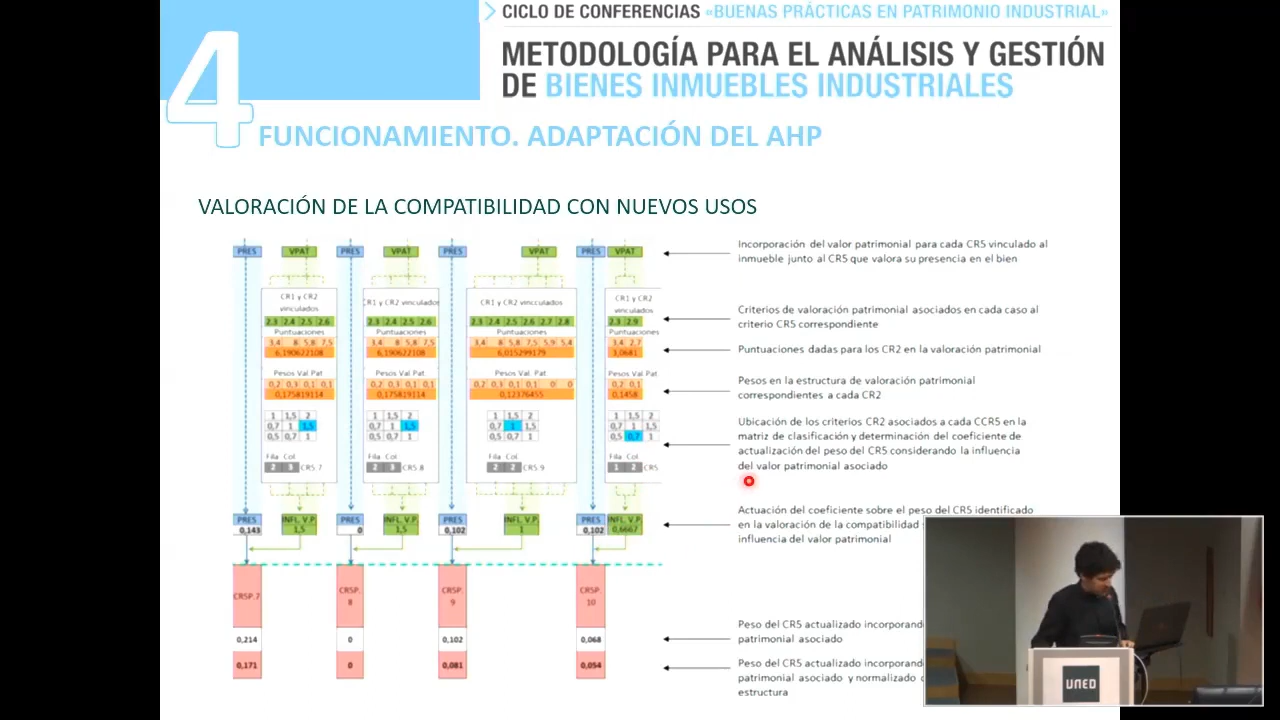 CICLO DE CONFERENCIAS «BUENAS PRÁCTICAS EN PATRIMONIO INDUSTRIAL»
METODOLOGÍA PARA EL ANÁLISIS Y GESTIÓN
DE BIENES INMUEBLES INDUSTRIALES
4
FUNCIONAMIENTO. ADAPTACIÓN DEL AHP
VALORACIÓN DE LA COMPATIBILIDAD CON NUEVOS USOS
PRES VPAT PRES VPAT PRES VPAT PRES VPAT
Incorporación del valor patrimonial para cada CR5 vinculado al
inmueble junto al CR5 que valora su presencia en el bien
CR1 y CR2 CR1 y CR2 vinculados CR1 y CR2 vincculados CR1 y CR2
vinculados vinculado
2.3 2.4 2.5 2.6 2.3 2.4 2.5 2.6 2.3 2.4 2.5 2.6 2.7 2.8 2.3 2.9
Criterios de valoración patrimonial asociados en cada caso al
criterio CR5 correspondiente
Puntuaciones Puntuaciones Puntuaciones Puntuaciones
3,4 8 5,8 7,5 3,4 8 5,8 7,5 3,4 8 5,8 7,5 5,9 5,4 3,4 2,7
6,190622108 6,190622108 6,015299179 3,0681
Puntuaciones dadas para los CR2 en la valoración patrimonial
Pesos Val Pat. Pesos Val Pat. Pesos Val. Pat Pesos Val
0,2 0,3 0,1 0,1 0,2 0,3 0,1 0,1 0,2 0,3 0,1 0,1 0 0 0,2 0,1
0,175819114 0,175819114 0,12376455 0,1458
Pesos en la estructura de valoración patrimonial
correspondientes a cada CR2
1 1,5 2 1 1,5 2 1 1,5 2 1 1,5 2
0,7 1 1,5 0,7 1 1,5 0,7 1 1,5 0,7 1 1,5
0,5 0,7 1 0,5 0,7 1 0,5 0,7 1 0,5 0,7 1
Ubicación de los criterios CR2 asociados a cada CCR5 en la
matriz de clasificación y determinación del coeficiente de
actualización del peso del CR5 considerando la influencia
del valor patrimonial asociado
Fila Col. Fila Col. Fila Col. Fila Col.
2 3 CR5.7 2 3 CR5.8 2 2 CR5.9 1 2 CR5
PRES INFL. V.P. PRES INFL. V.P. PRES INFL. V.P. PRES INFL. V.P.
0,143 1,5 0 1,5 0,102 1 0,102 0,6667
Actuación del coeficiente sobre el peso del CR5 identificado
en la valoración de la compatibilidad
influencia del valor patrimonial
CR5P.7 CR5P. 8 CR5P. 9 CR5P. 10
0,214 0 0,102 0,068
Peso del CR5 actualizado incorporand
patrimonial asociado
0,171 0 0,081 0,054
Peso del CR5 actualizado incorporand
patrimonial asociado y normalizado
estructura
UNED